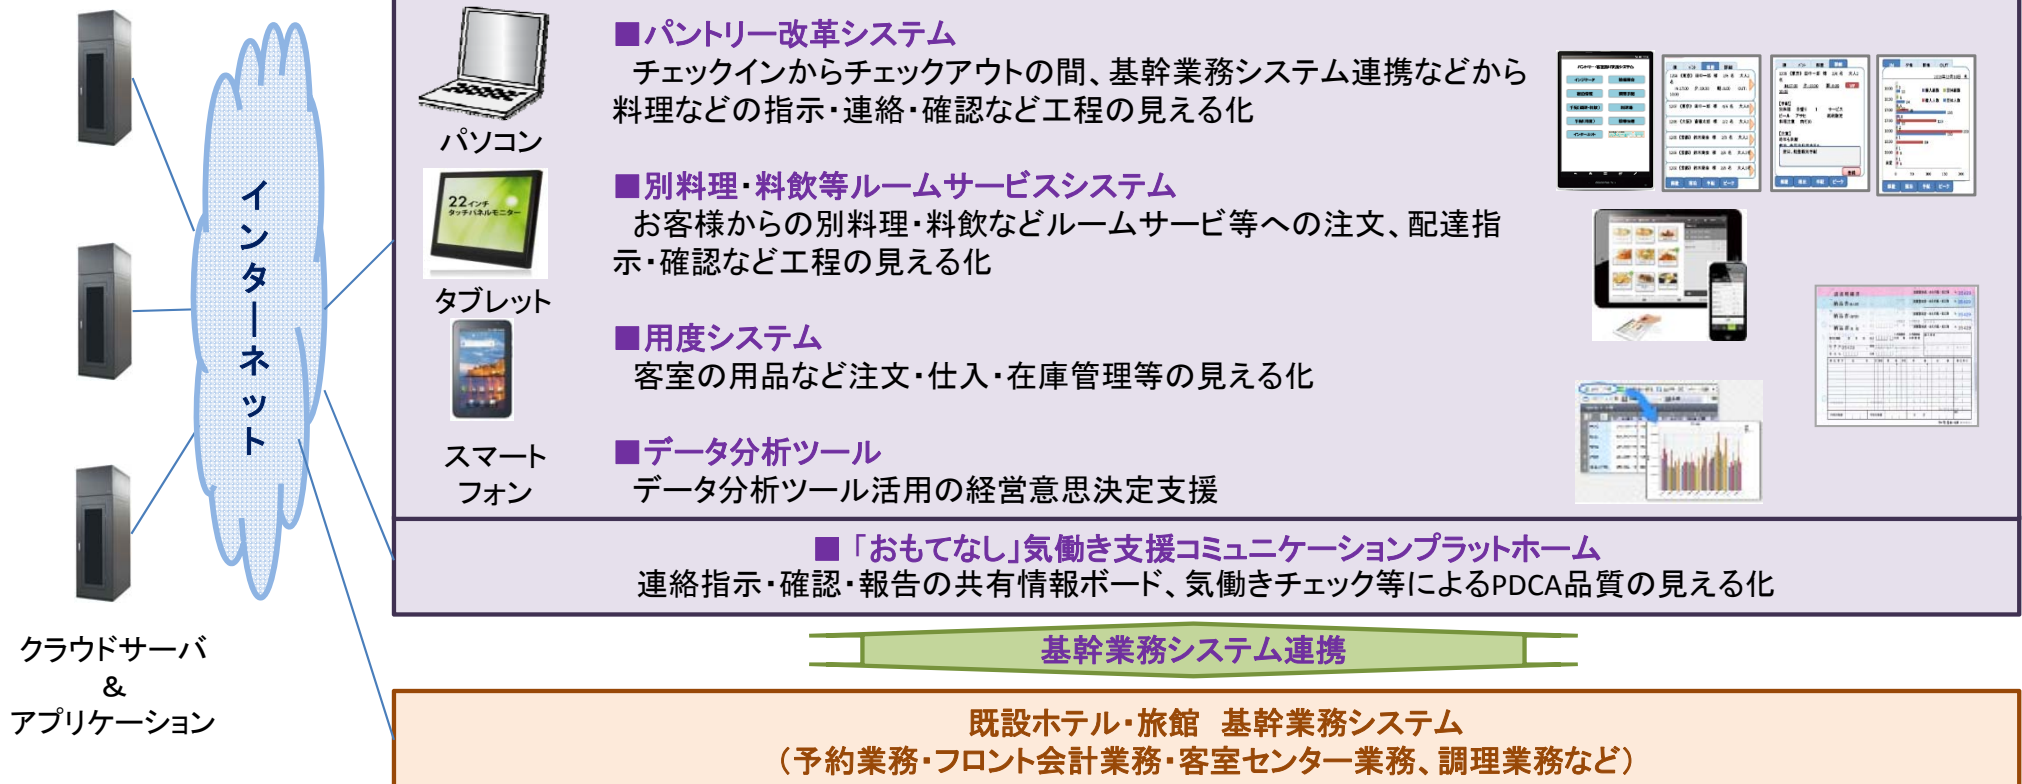 ■パントリー改革システム
チェックインからチェックアウトの間、基幹業務システム連携などから
料理などの指示・連絡・確認など工程の見える化
パソコン
■別料理・料飲等ルームサービスシステム
お客様からの別料理・料飲などルームサービ等への注文、配達指
示・確認など工程の見える化
22インチ
タッチパネルモニター
タブレット
■用度システム
客室の用品など注文・仕入・在庫管理等の見える化
スマート
フォン
■データ分析ツール
データ分析ツール活用の経営意思決定支援
インターネット
■「おもてなし」気働き支援コミュニケーションプラットホーム
連絡指示・確認・報告の共有情報ボード、気働きチェック等によるPDCA品質の見える化
クラウドサーバ
&
アプリケーション
基幹業務システム連携
既設ホテル・旅館 基幹業務システム
（予約業務・フロント会計業務・客室センター業務、調理業務など）